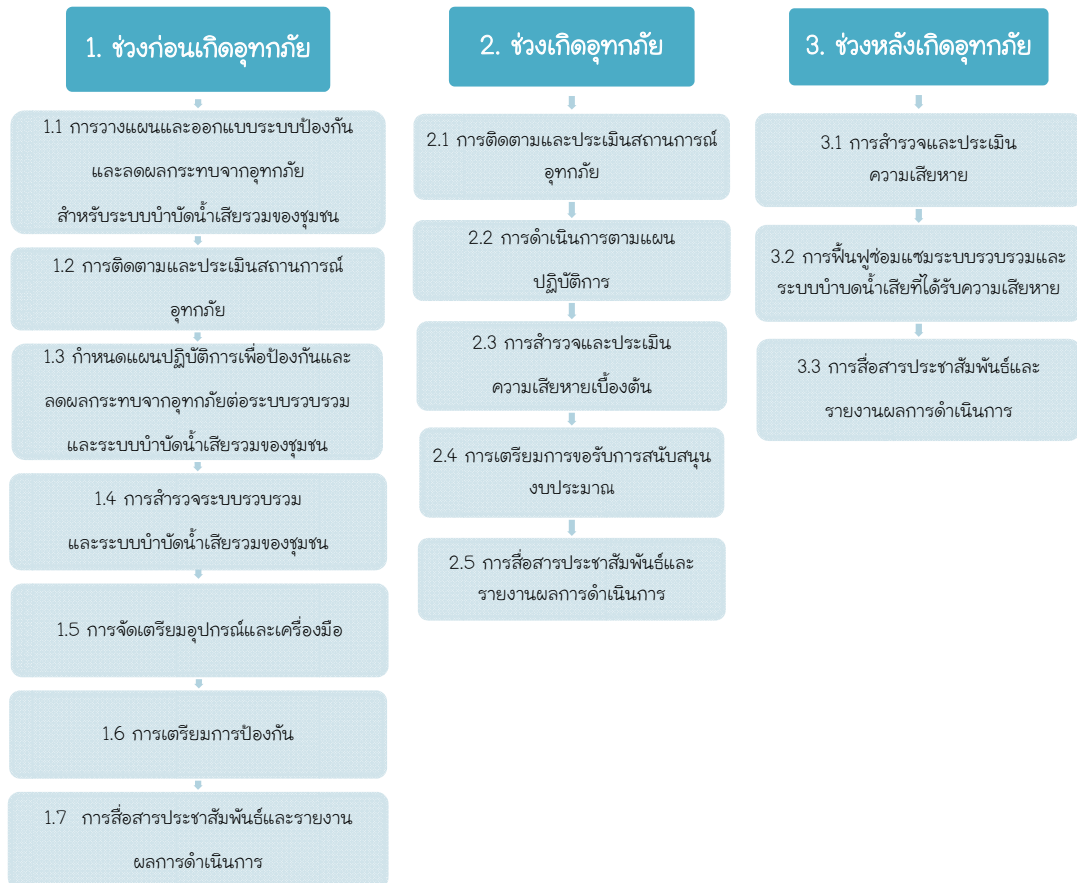 1. ช่วงก่อนเกิดอุทกภัย
1.1 การวางแผนและออกแบบระบบป้องกัน
และลดผลกระทบจากอุทกภัย
สำหรับระบบบำบัดน้ำเสียรวมของชุมชน
1.2 การติดตามและประเมินสถานการณ์
อุทกภัย
1.3 กำหนดแผนปฏิบัติการเพื่อป้องกันและ
ลดผลกระทบจากอุทกภัยต่อระบบรวบรวม
และระบบบำบัดน้ำเสียรวมของชุมชน
1.4 การสำรวจระบบรวบรวม
และระบบบำบัดน้ำเสียรวมของชุมชน
1.5 การจัดเตรียมอุปกรณ์และเครื่องมือ
1.6 การเตรียมการป้องกัน
1.7 การสื่อสารประชาสัมพันธ์และรายงาน
ผลการดำเนินการ
2. ช่วงเกิดอุทกภัย
2.1 การติดตามและประเมินสถานการณ์
อุทกภัย
2.2 การดำเนินการตามแผน
ปฏิบัติการ
2.3 การสำรวจและประเมิน
ความเสียหายเบื้องต้น
2.4 การเตรียมการขอรับการสนับสนุน
งบประมาณ
2.5 การสื่อสารประชาสัมพันธ์และ
รายงานผลการดำเนินการ
3. ช่วงหลังเกิดอุทกภัย
3.1 การสำรวจและประเมิน
ความเสียหาย
3.2 การฟื้นฟูซ่อมแซมระบบรวบรวมและ
ระบบบำบดน้ำเสียที่ได้รับความเสียหาย
3.3 การสื่อสารประชาสัมพันธ์และ
รายงานผลการดำเนินการ